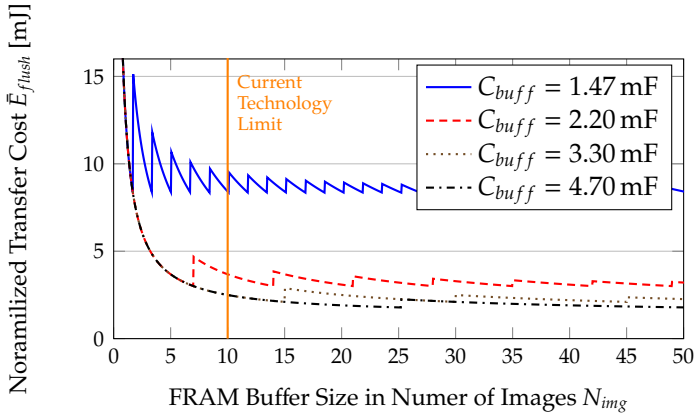 Noramilized Transfer Cost Ē_flush [mJ]
15
10
5
0
Current
Technology
Limit
C_buff = 1.47 mF
C_buff = 2.20 mF
C_buff = 3.30 mF
C_buff = 4.70 mF
0 5 10 15 20 25 30 35 40 45 50
FRAM Buffer Size in Numer of Images N_img